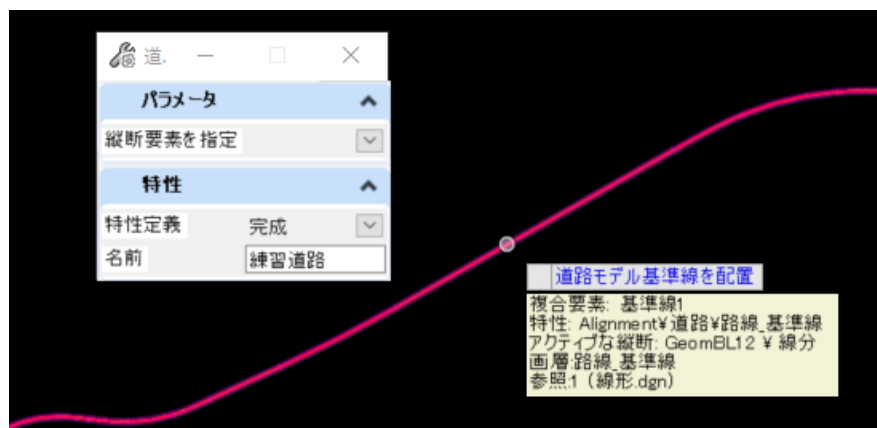 道.
パラメータ
縦断要素を指定
特性
特性定義 完成
名前 練習道路
道路モデル基準線を配置
複合要素: 基準線1
特性: Alignment¥道路¥路線_基準線
アクティブな縦断: GeomBL12 ¥ 線分
画層:路線_基準線
参照:1 (線形.dgn)